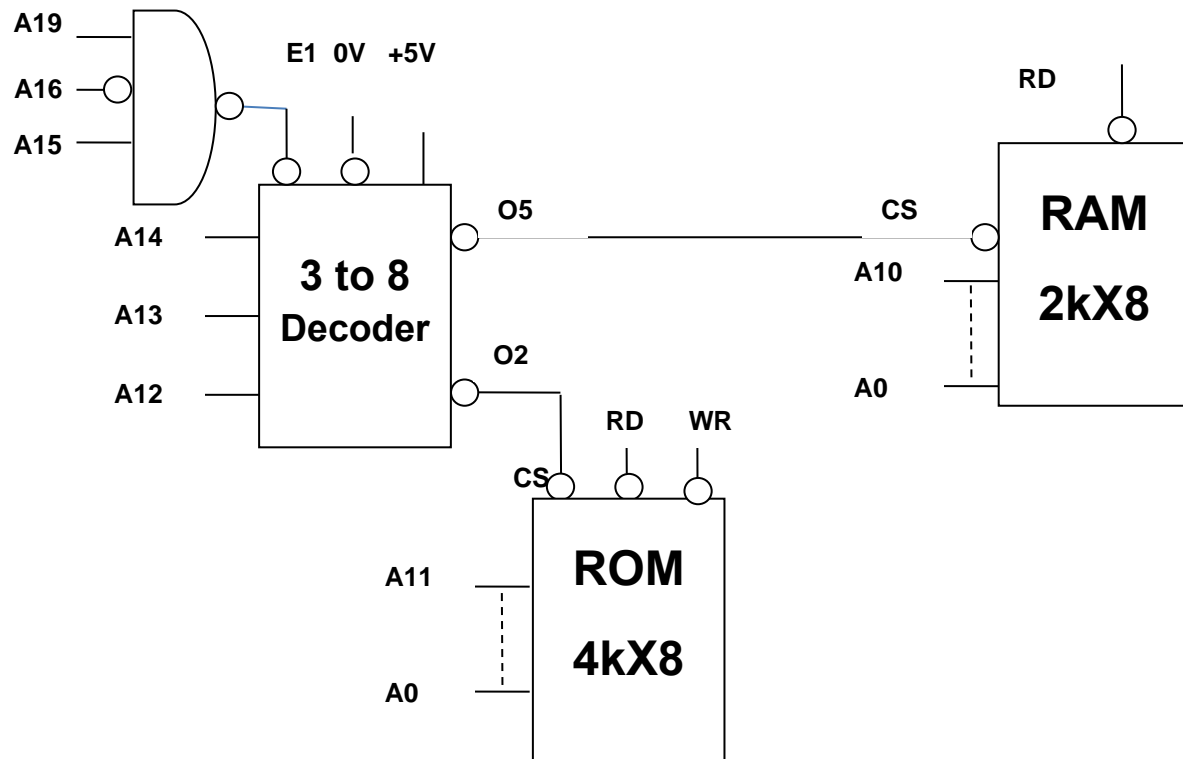 A19
E1 0V +5V
RD
A16
A15
O5
CS
RAM
2kX8
A14
3 to 8
Decoder
A10
A13
A0
O2
A12
RD WR
CS
ROM
4kX8
A11
A0